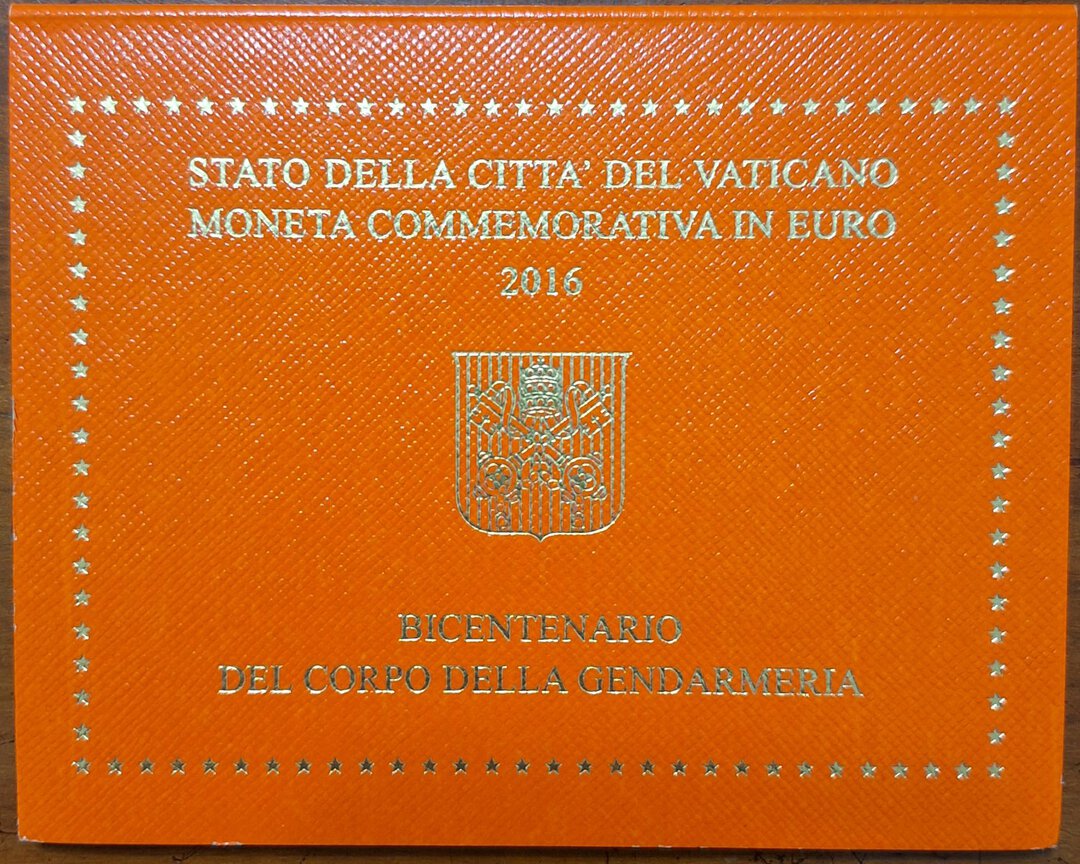 STATO DELLA CITTA' DEL VATICANO
MONETA COMMEMORATIVA IN EURO
2016
BICENTENARIO
DEL CORPO DELLA GENDARMERIA